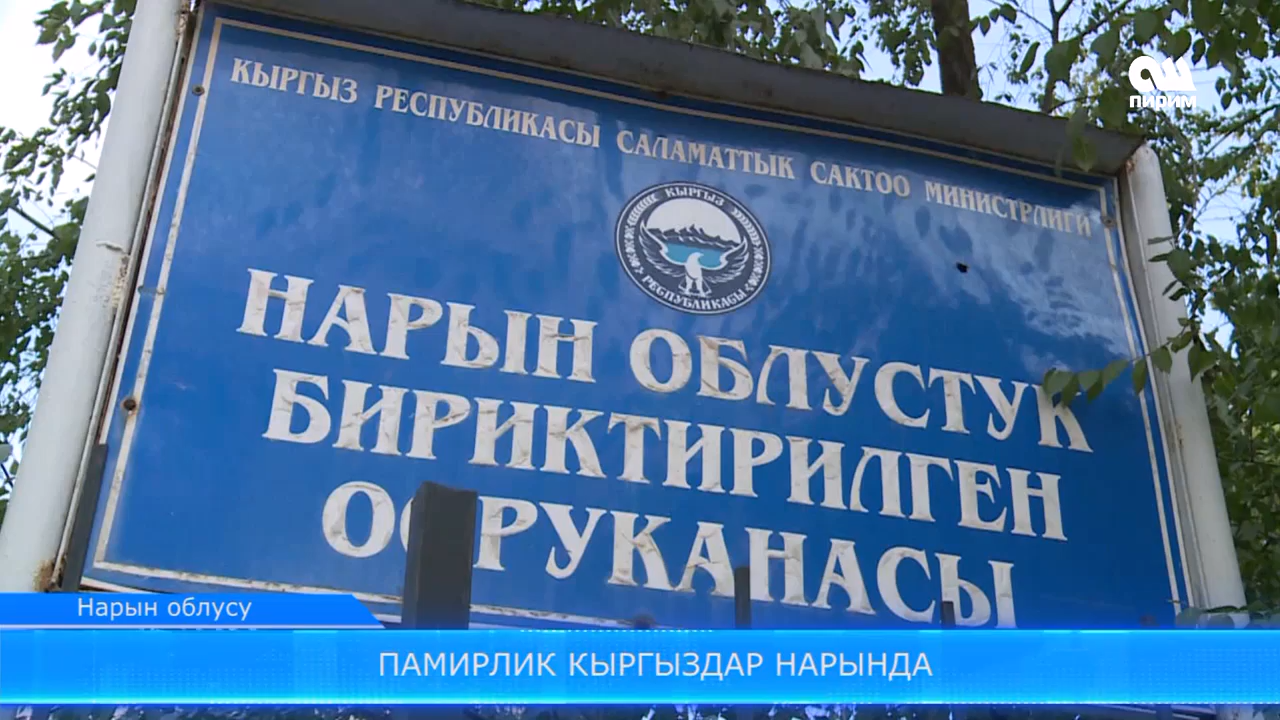 ПИРИМ
КЫРГЫЗ РЕСПУБЛИКАСЫ САЛАМАТТЫК САКТОО МИНИСТРЛИГИ
КЫРГЫЗ
РЕСПУБЛИКАСЫ
НАРЫН ОБЛУСТУК
БИРИКТИРИЛГЕН
ООРУКАНАСЫ
Нарын облусу
ПАМИРЛИК КЫРГЫЗДАР НАРЫНДА